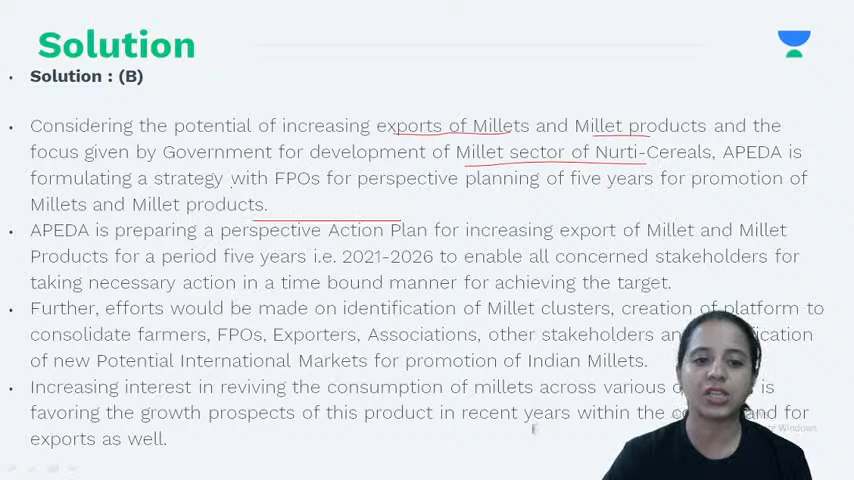 Solution
• Solution : (B)
• Considering the potential of increasing exports of Millets and Millet products and the
focus given by Government for development of Millet sector of Nurti-Cereals, APEDA is
formulating a strategy with FPOs for perspective planning of five years for promotion of
Millets and Millet products.
• APEDA is preparing a perspective Action Plan for increasing export of Millet and Millet
Products for a period five years i.e. 2021-2026 to enable all concerned stakeholders for
taking necessary action in a time bound manner for achieving the target.
• Further, efforts would be made on identification of Millet clusters, creation of platform to
consolidate farmers, FPOs, Exporters, Associations, other stakeholders
of new Potential International Markets for promotion of Indian Millets.
• Increasing interest in reviving the consumption of millets across various is
favoring the growth prospects of this product in recent years within the and for
exports as well.
Windows